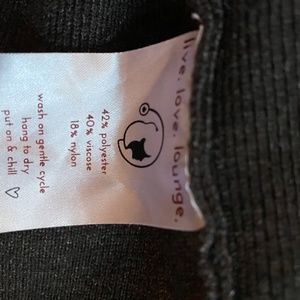 live. love. lounge.
42% polyester
40% viscose
18% nylon
wash on gentle cycle
hang to dry
put on & chill